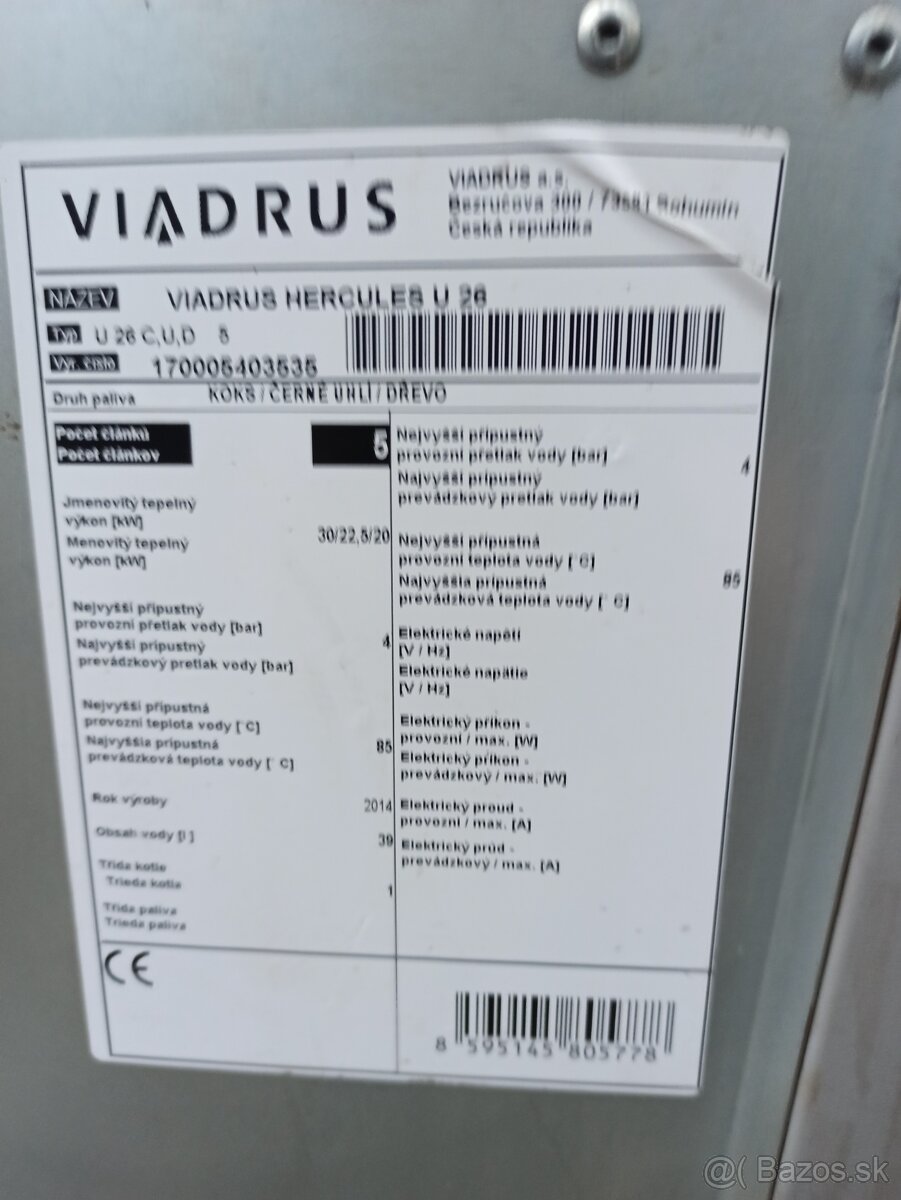 VIADRUS
VIADRUS a.s.
Bezručova 300 / 73581 Bohumín
Česká republika
NÁZEV VIADRUS HERCULES U 26
Typ U 26 C,U,D 5
Výr. číslo 170005403535
Druh paliva KOKS / ČERNÉ UHLÍ / DŘEVO
Počet článků
Počet článkov
5
Jmenovitý tepelný
výkon [kW]
Menovitý tepelný
výkon [kW]
30/22,5/20
Nejvyšší přípustný
provozní přetlak vody [bar]
Najvyšší prípustný
prevádzkový pretlak vody [bar]
4
Nejvyšší přípustná
provozní teplota vody [°C]
Najvyššia prípustná
prevádzková teplota vody [° C]
85
Rok výroby 2014
Obsah vody [l ] 39
Třída kotle
Trieda kotla
1
Třída paliva
Trieda paliva
Nejvyšší přípustný
provozní přetlak vody [bar]
Najvyšší prípustný
prevádzkový pretlak vody [bar]
4
Nejvyšší přípustná
provozní teplota vody [°C]
Najvyššia prípustná
prevádzková teplota vody [° C]
85
Elektrické napětí
[V / Hz]
Elektrické napätie
[V / Hz]
Elektrický příkon -
provozní / max. [W]
Elektrický príkon -
prevádzkový / max. [W]
Elektrický proud -
provozní / max. [A]
Elektrický prúd -
prevádzkový / max. [A]
CE
8 595145 805778
@( Bazos.sk